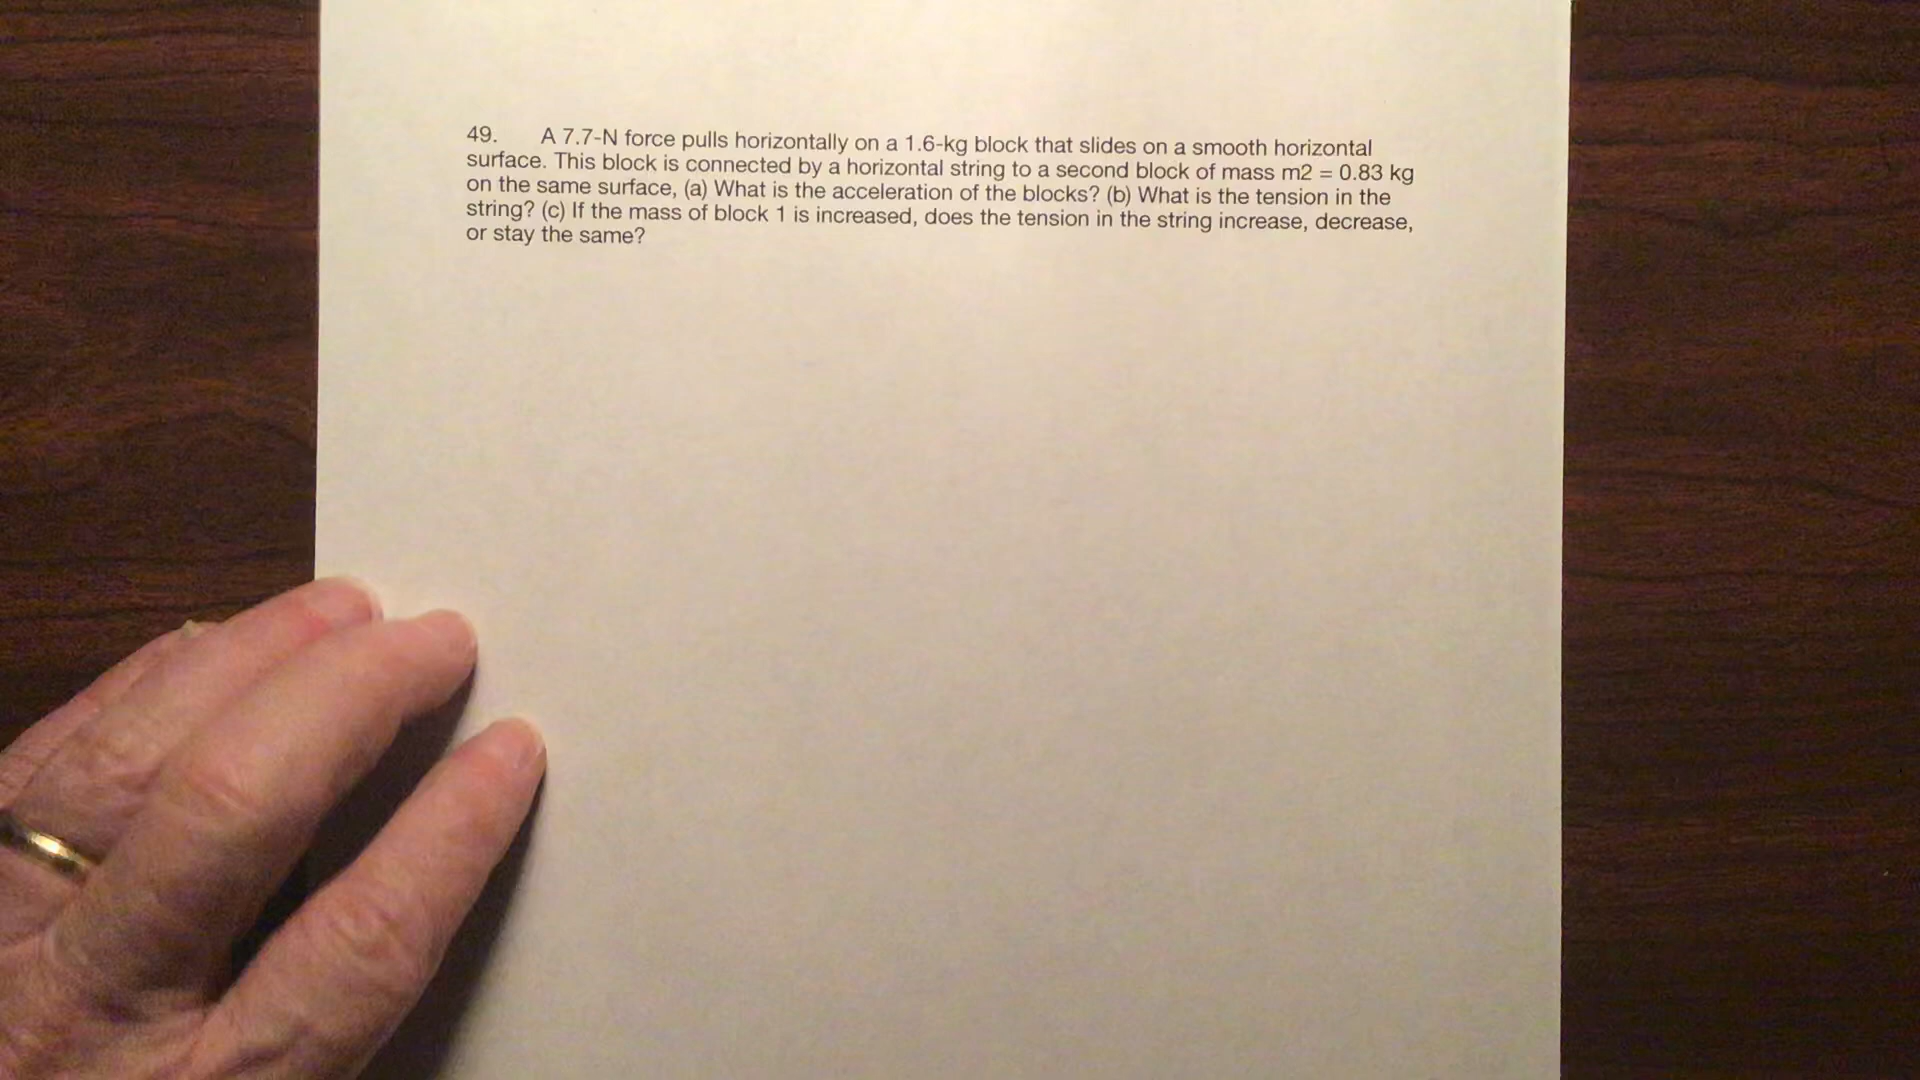 49. A 7.7-N force pulls horizontally on a 1.6-kg block that slides on a smooth horizontal
surface. This block is connected by a horizontal string to a second block of mass m2 = 0.83 kg
on the same surface, (a) What is the acceleration of the blocks? (b) What is the tension in the
string? (c) If the mass of block 1 is increased, does the tension in the string increase, decrease,
or stay the same?